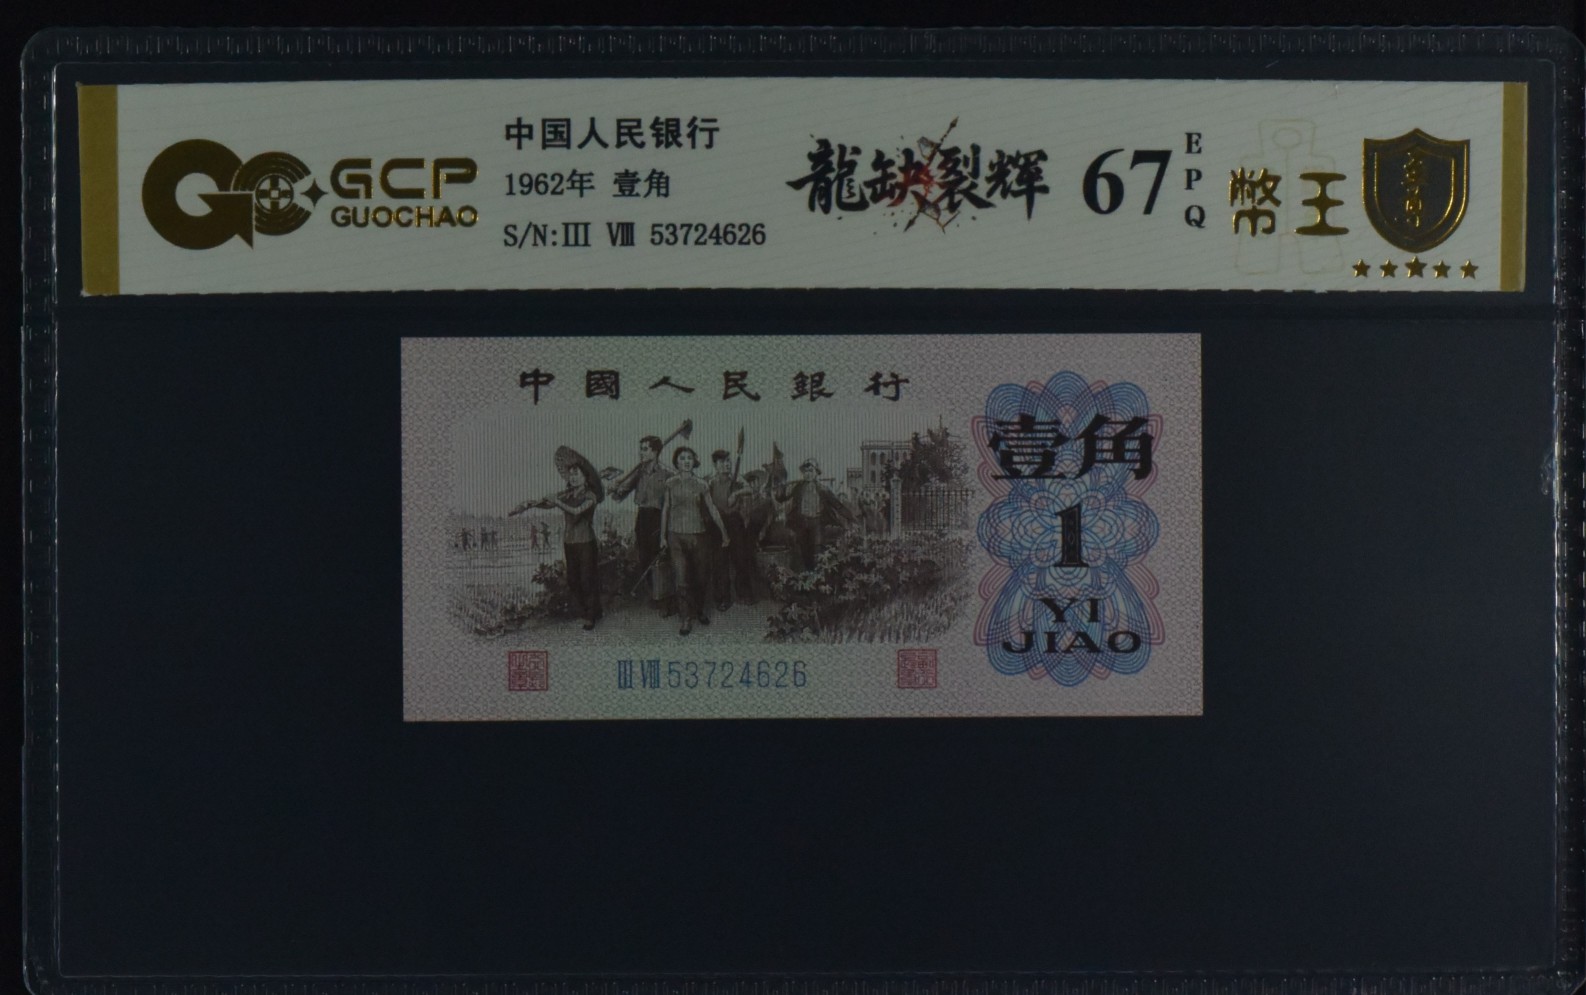 GCP
GUOCHAO
中国人民银行
1962年 壹角
S/N:III VIII 53724626
龍缺裂輝
67
EPQ
幣王
中國人民銀行
壹角
1
YI
JIAO
III VIII 53724626